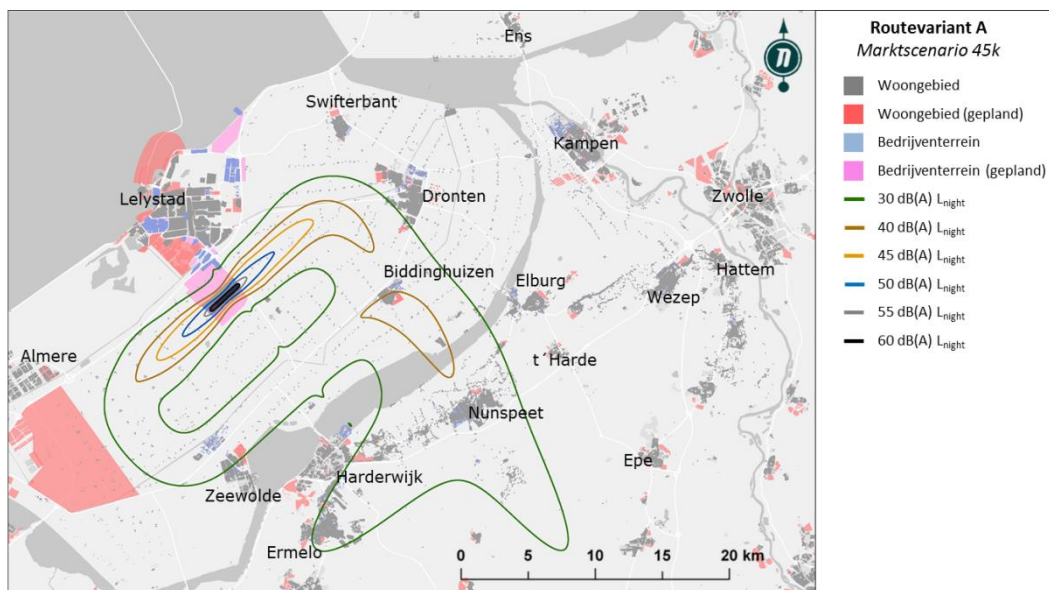 Ens
Swifterbant
Kampen
Lelystad
Dronten
Zwolle
Biddinghuizen
Elburg
Hattem
Wezep
Almere
t´Harde
Nunspeet
Epe
Harderwijk
Zeewolde
Ermelo
0 5 10 15 20 km
n
Routevariant A
Marktscenario 45k
Woongebied
Woongebied (gepland)
Bedrijventerrein
Bedrijventerrein (gepland)
30 dB(A) Lnight
40 dB(A) Lnight
45 dB(A) Lnight
50 dB(A) Lnight
55 dB(A) Lnight
60 dB(A) Lnight